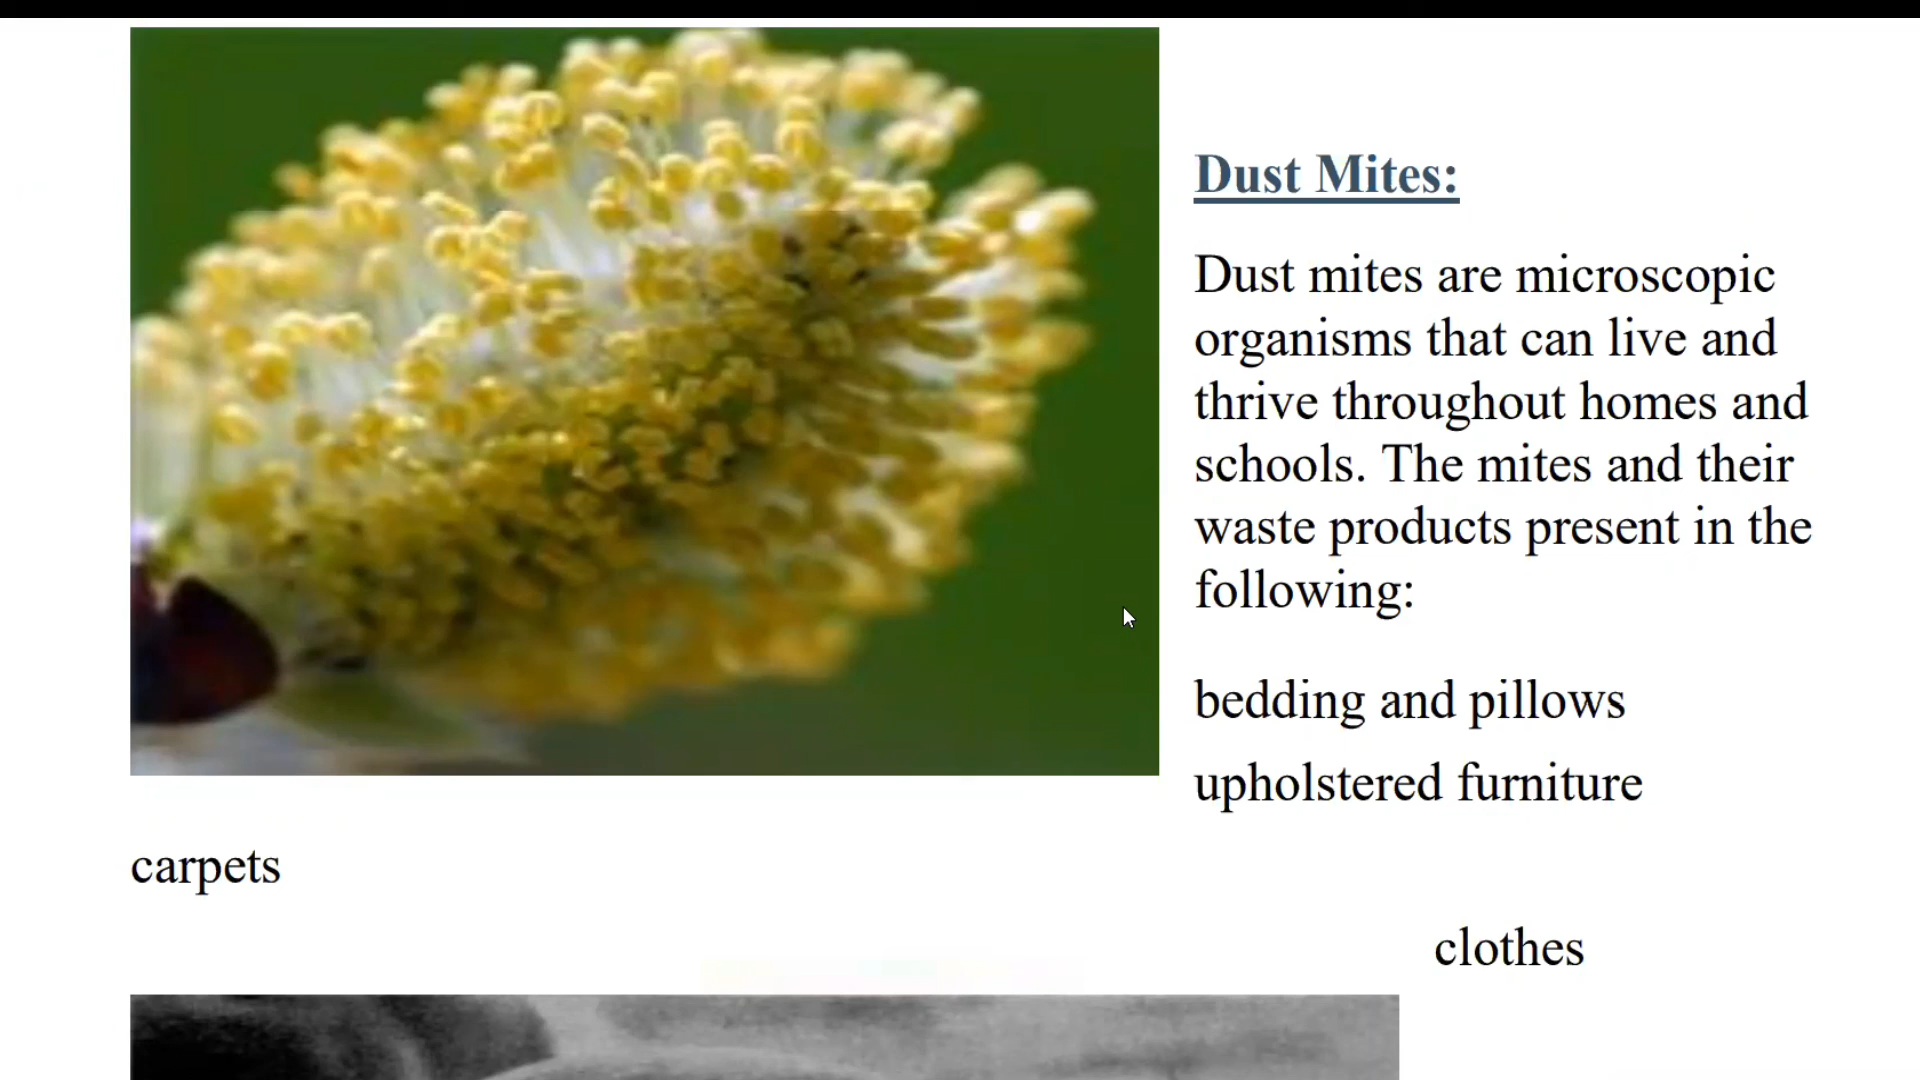 Dust Mites:
Dust mites are microscopic
organisms that can live and
thrive throughout homes and
schools. The mites and their
waste products present in the
following:
bedding and pillows
upholstered furniture
carpets
clothes